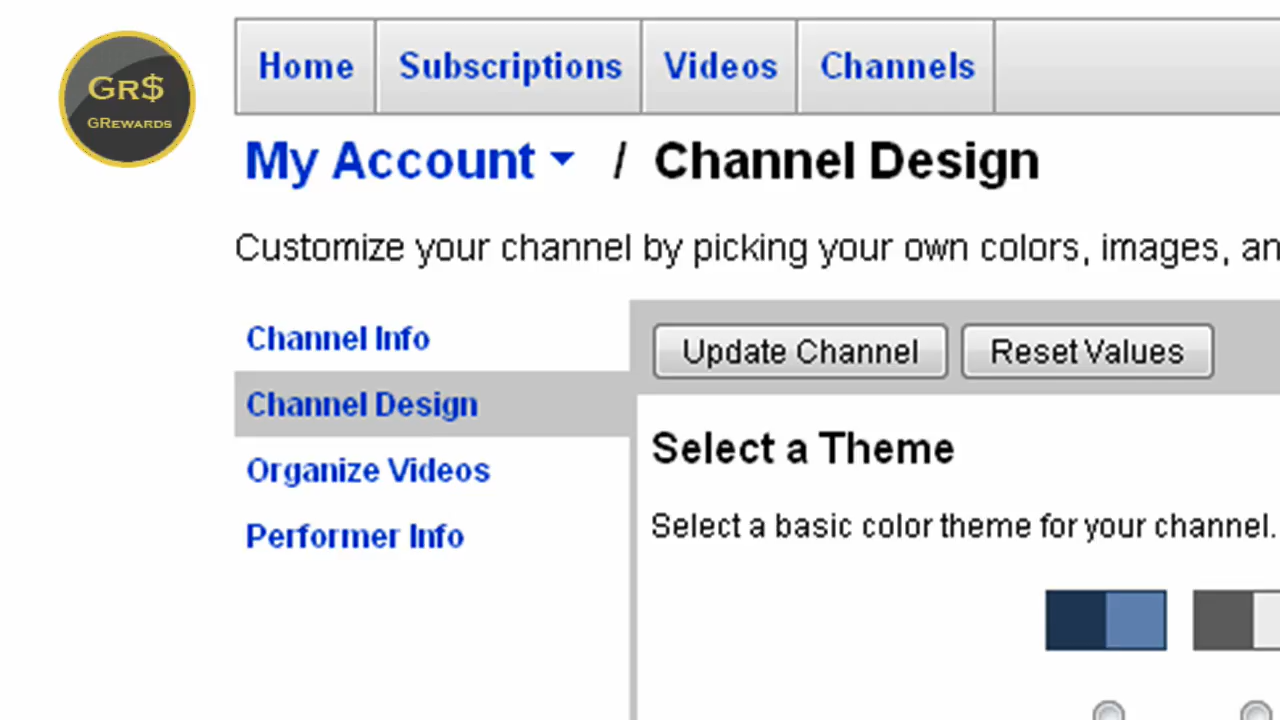 GR$
GREWARDS
Home Subscriptions Videos Channels
My Account / Channel Design
Customize your channel by picking your own colors, images, an
Channel Info
Channel Design
Organize Videos
Performer Info
Update Channel Reset Values
Select a Theme
Select a basic color theme for your channel.